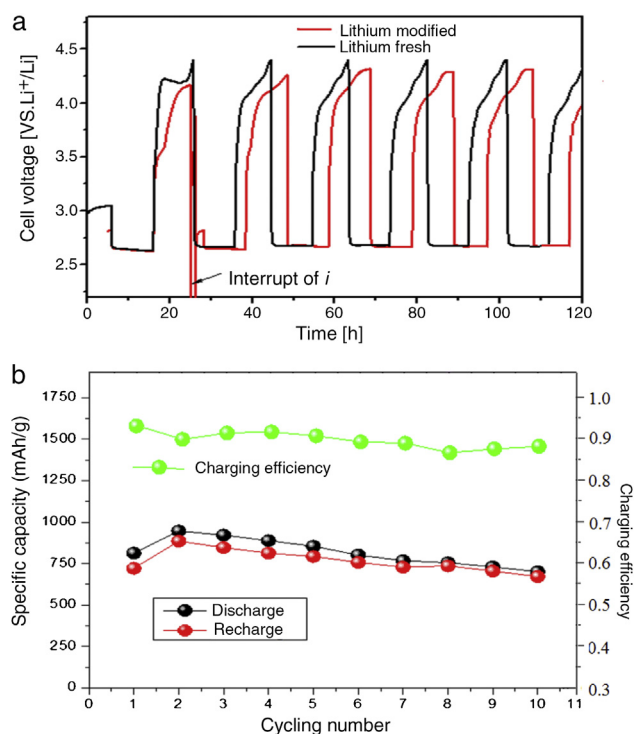 a
Lithium modified
Lithium fresh
4.5
4.0
3.5
3.0
2.5
Cell voltage [VS.Li⁺/Li]
Interrupt of i
0 20 40 60 80 100 120
Time [h]
b
1750
1500
1250
1000
750
500
250
0
Specific capacity (mAh/g)
1.0
0.9
0.8
0.7
0.6
0.5
0.4
0.3
Charging efficiency
Charging efficiency
Discharge
Recharge
0 1 2 3 4 5 6 7 8 9 10 11
Cycling number